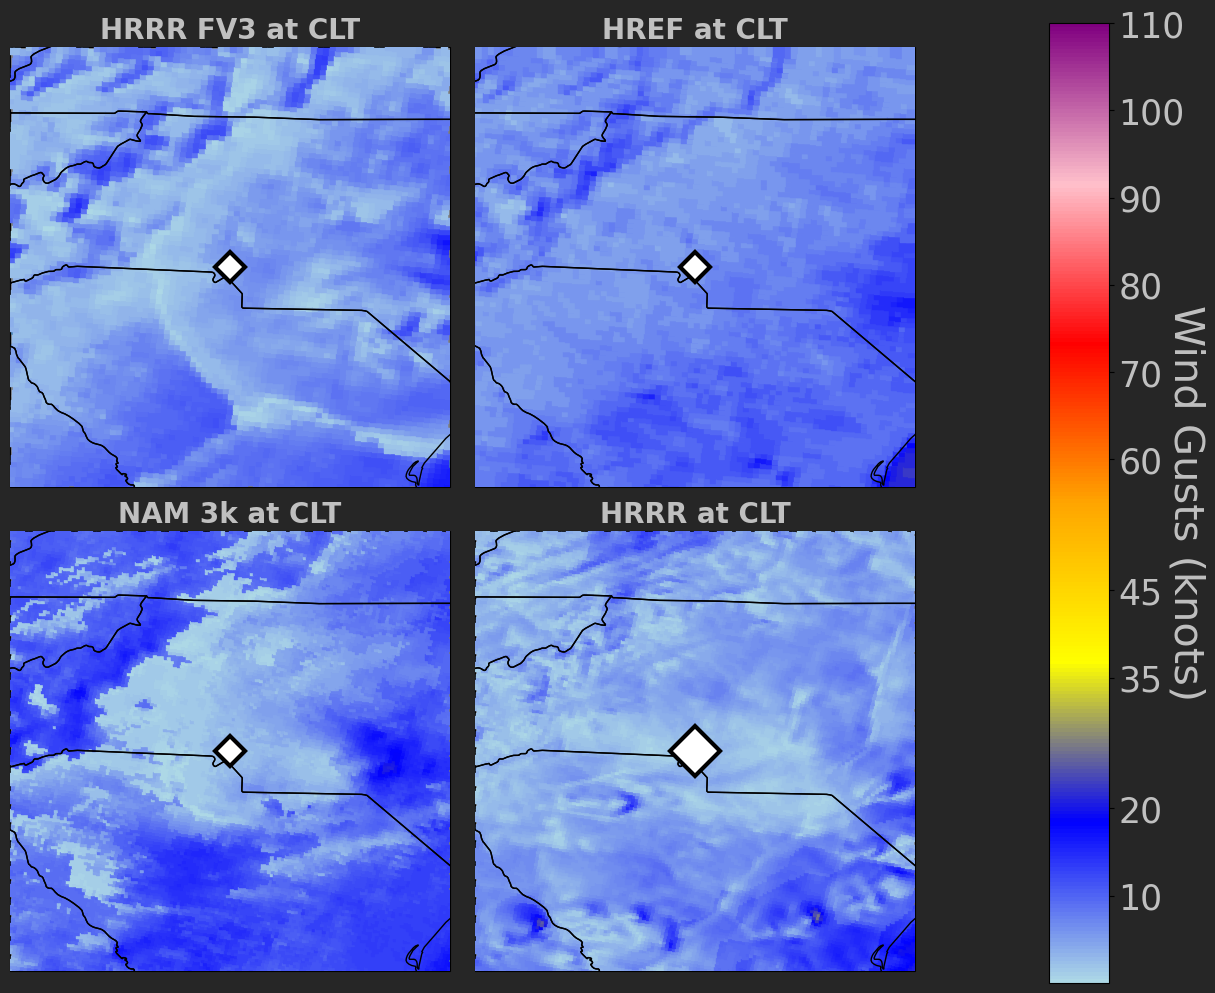 HRRR FV3 at CLT
HREF at CLT
NAM 3k at CLT
HRRR at CLT
110
100
90
80
70
60
45
35
20
10
Wind Gusts (knots)